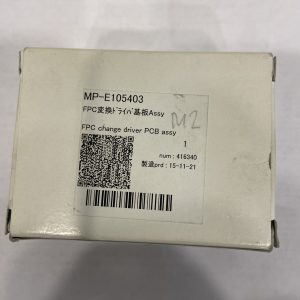 MP-E105403
FPC変換ﾄﾞﾗｲﾊﾞ基板Assy
M2
FPC change driver PCB assy
1
num : 416340
製造prd : 15-11-21